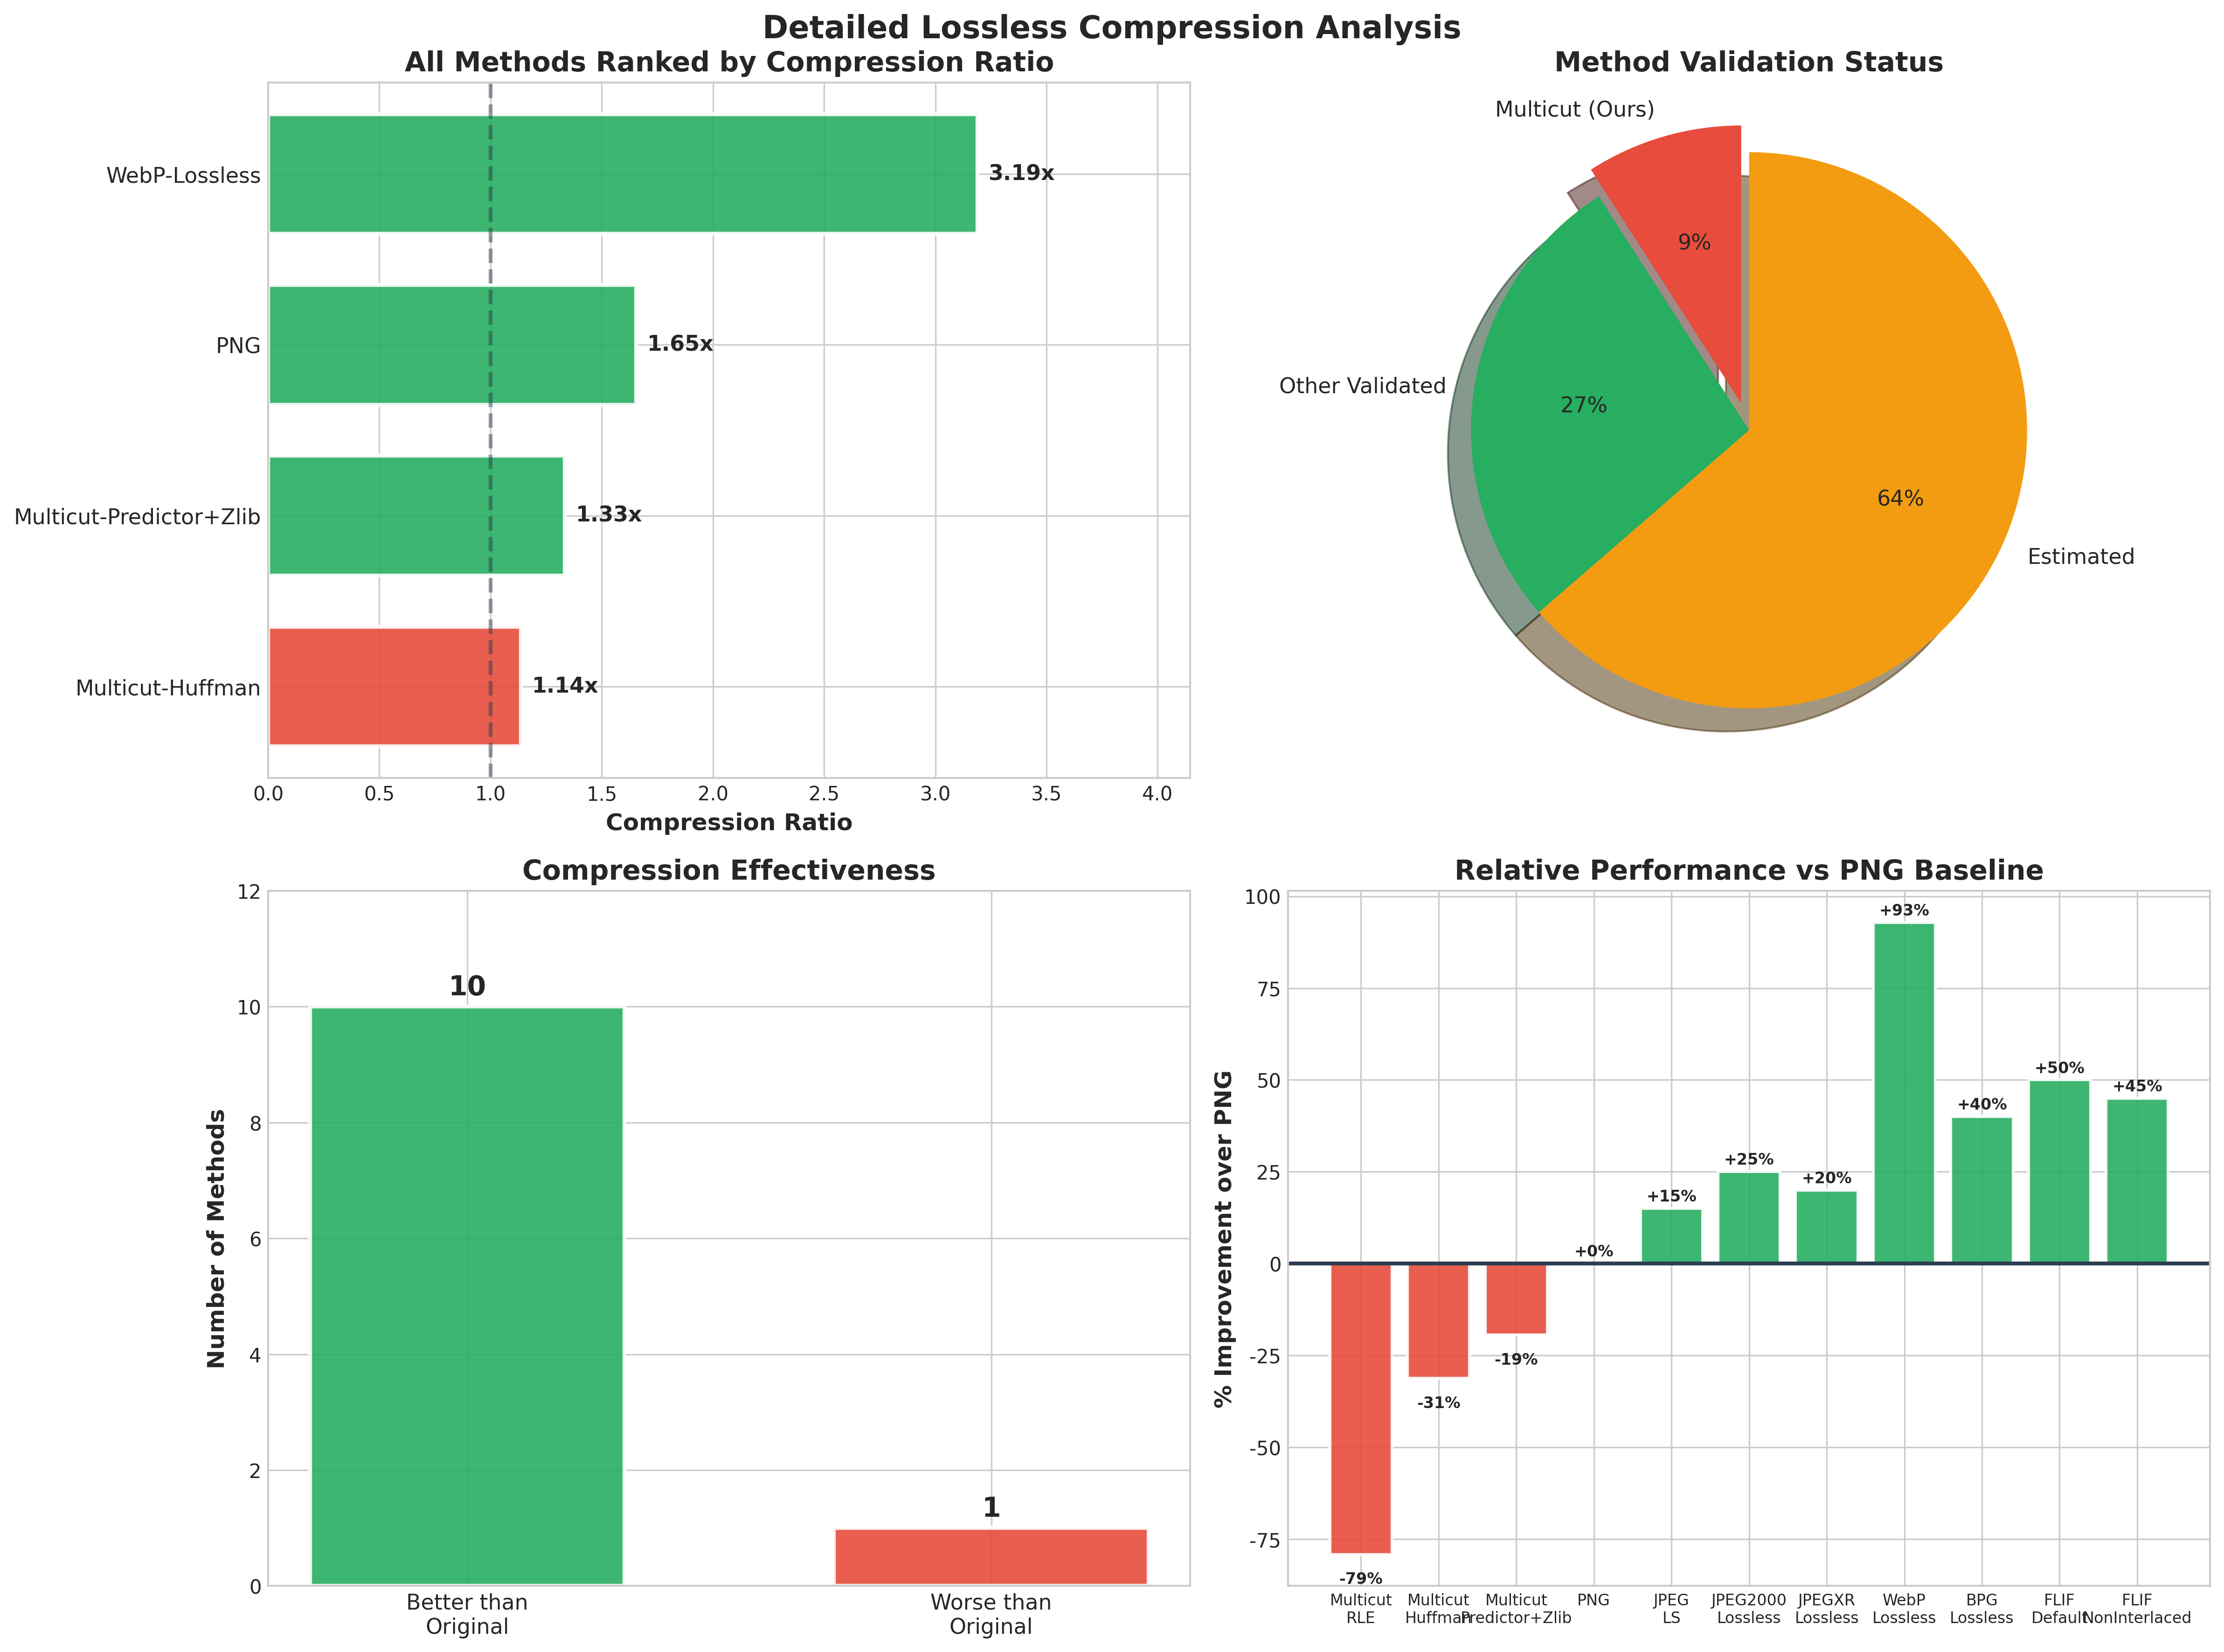 Detailed Lossless Compression Analysis
All Methods Ranked by Compression Ratio
WebP-Lossless
3.19x
PNG
1.65x
Multicut-Predictor+Zlib
1.33x
Multicut-Huffman
1.14x
0.0 0.5 1.0 1.5 2.0 2.5 3.0 3.5 4.0
Compression Ratio
Method Validation Status
Multicut (Ours)
9%
Other Validated
27%
64%
Estimated
Compression Effectiveness
Number of Methods
12
10
8
6
4
2
0
10
1
Better than
Original
Worse than
Original
Relative Performance vs PNG Baseline
% Improvement over PNG
100
75
50
25
0
-25
-50
-75
-79%
-31%
-19%
+0%
+15%
+25%
+20%
+93%
+40%
+50%
+45%
Multicut
RLE
Multicut
Huffman
Multicut
Predictor+Zlib
PNG
JPEG
LS
JPEG2000
Lossless
JPEGXR
Lossless
WebP
Lossless
BPG
Lossless
FLIF
Default
FLIF
NonInterlaced